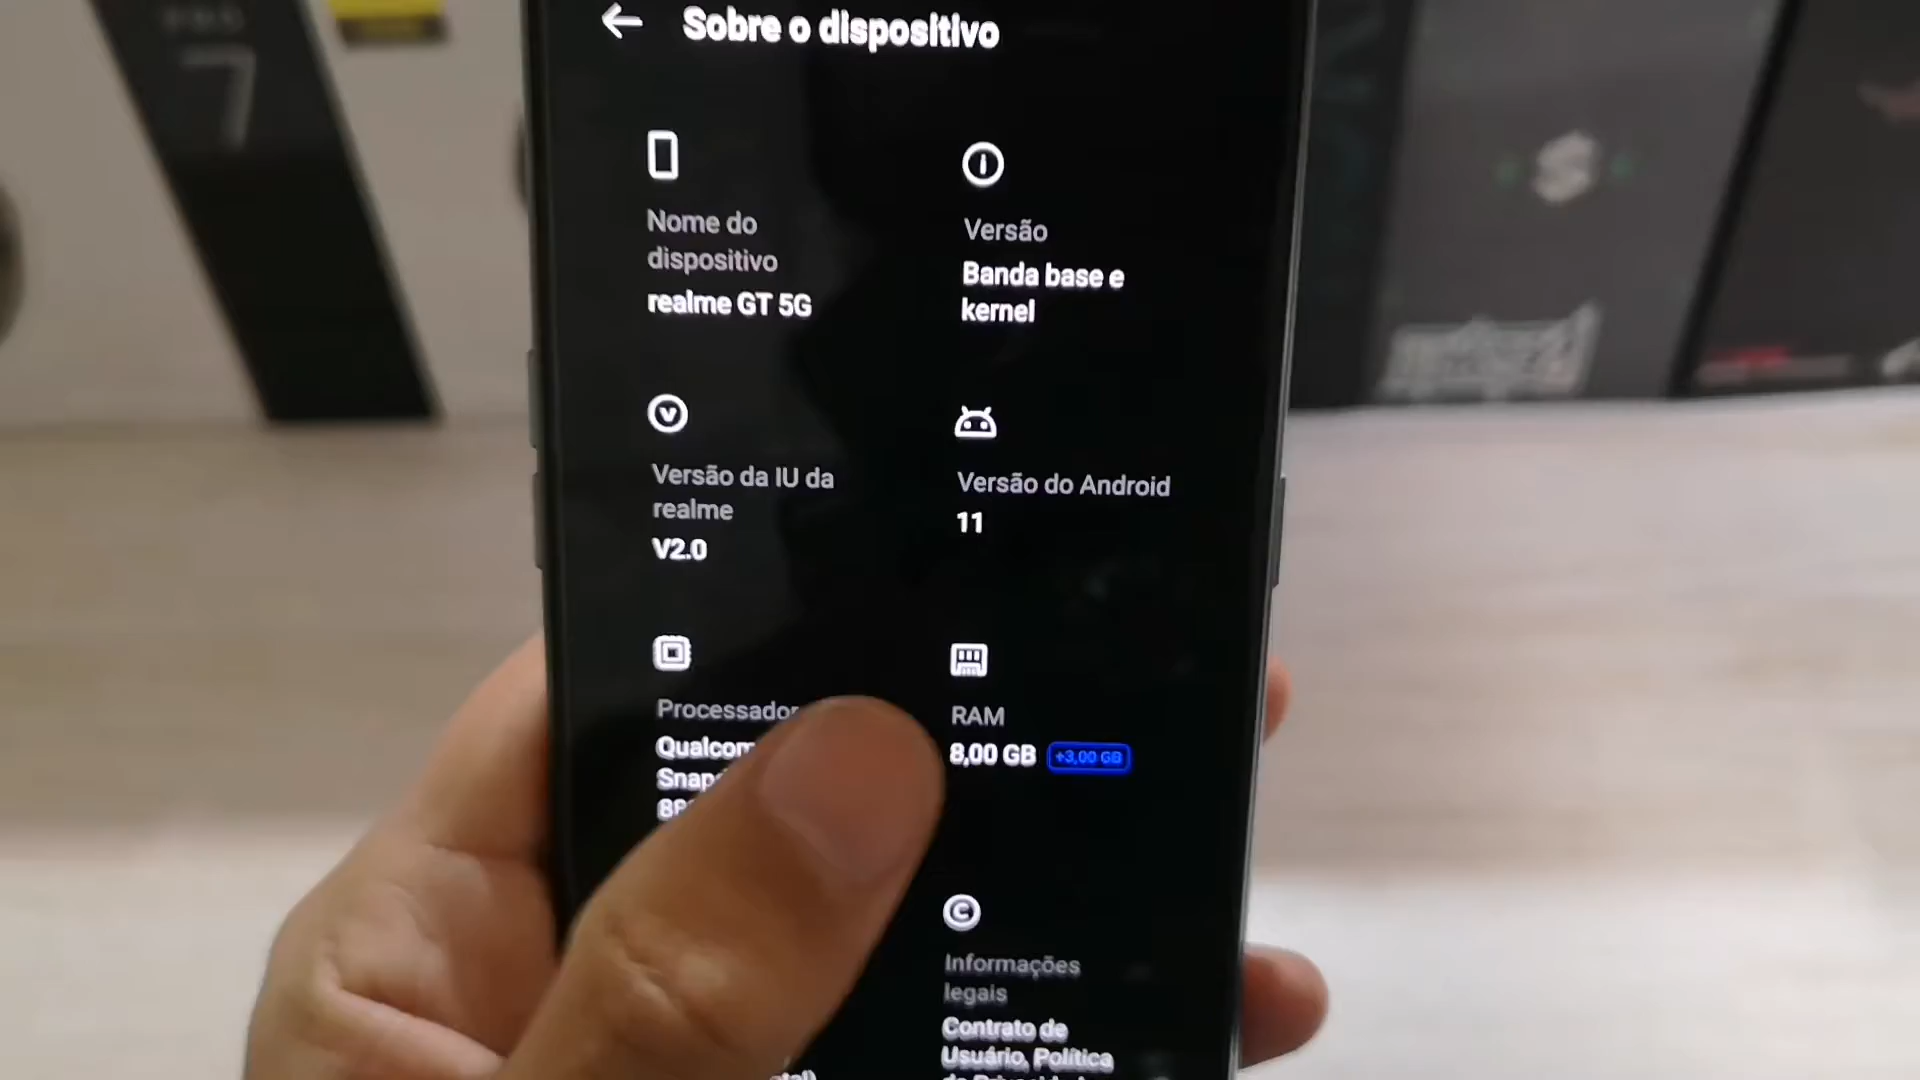 7
Sobre o dispositivo
Nome do
dispositivo
realme GT 5G
Versão
Banda base e
kernel
Versão da IU da
realme
V2.0
Versão do Android
11
Processador
RAM
8,00 GB +3,00 GB
Informações
legais
Contrato de
Usuário, Política